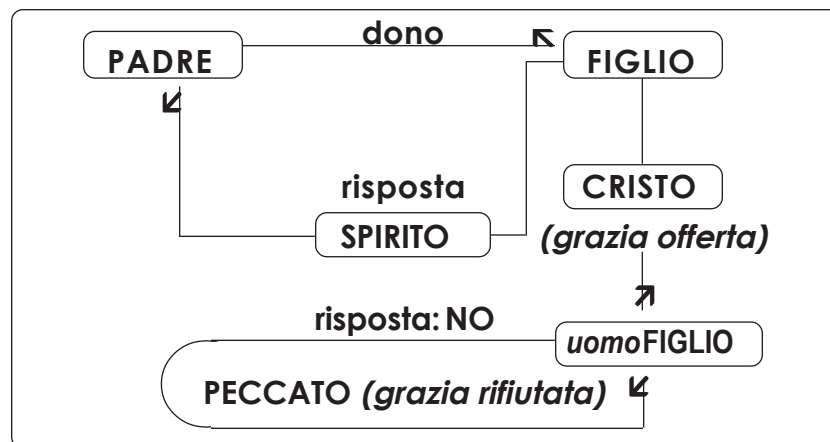 dono
PADRE
FIGLIO
risposta
CRISTO
SPIRITO
(grazia offerta)
risposta: NO
uomoFIGLIO
PECCATO (grazia rifiutata)